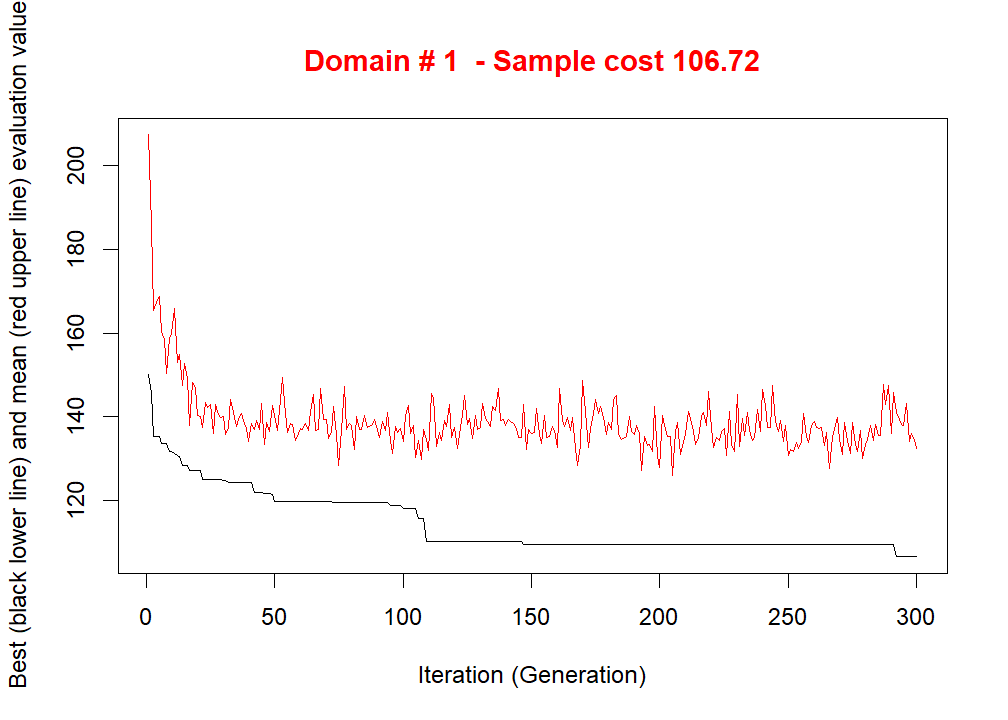 Domain # 1  - Sample cost 106.72
Best (black lower line) and mean (red upper line) evaluation value
200
180
160
140
120
0 50 100 150 200 250 300
Iteration (Generation)